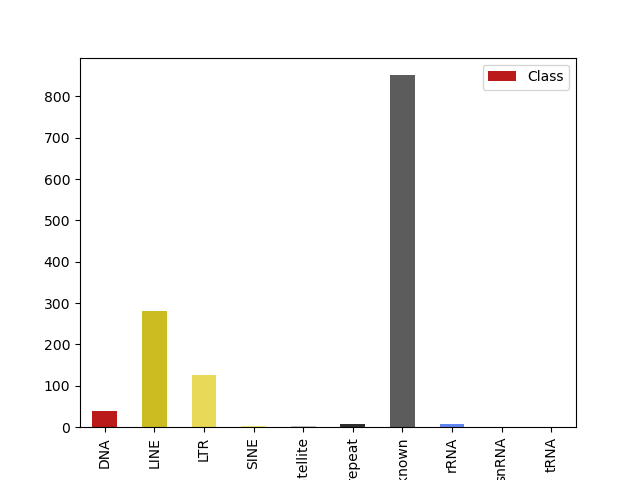 Class
800
700
600
500
400
300
200
100
0
DNA
LINE
LTR
SINE
tellite
repeat
known
rRNA
snRNA
tRNA